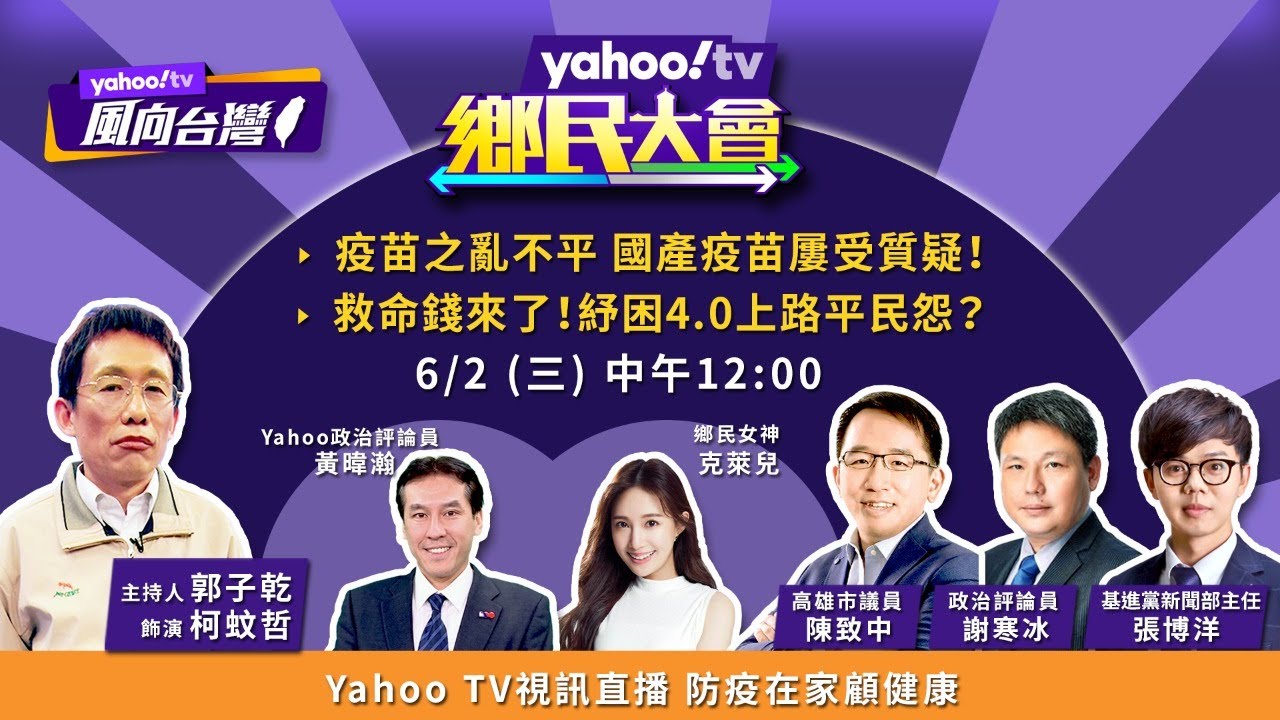 yahoo!tv
風向台灣
yahoo!tv
鄉民大會
疫苗之亂不平 國產疫苗屢受質疑！
救命錢來了！紓困4.0上路平民怨？
6/2 (三) 中午12:00
Yahoo政治評論員
黃暐瀚
鄉民女神
克萊兒
主持人 郭子乾
飾演 柯蚊哲
高雄市議員
陳致中
政治評論員
謝寒冰
基進黨新聞部主任
張博洋
Yahoo TV視訊直播 防疫在家顧健康